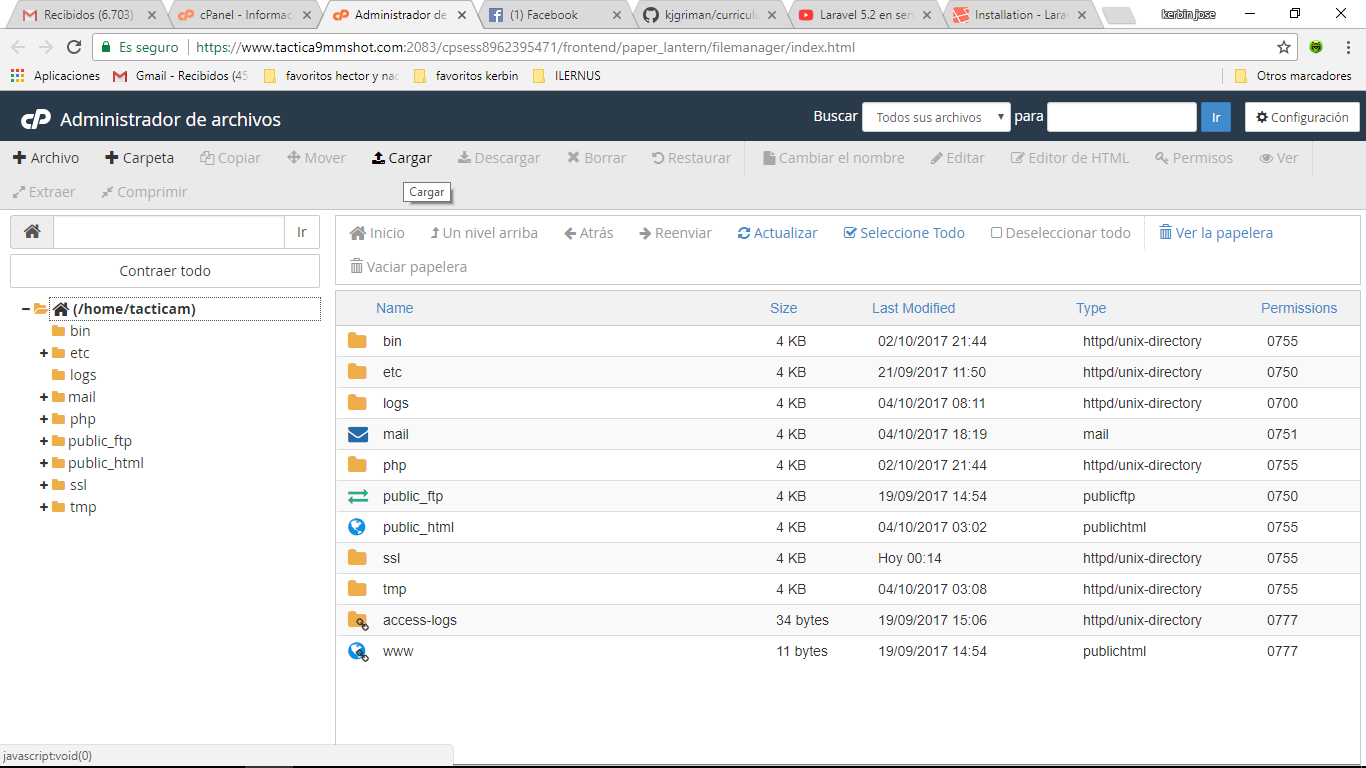 Recibidos (6.703)
cPanel - Informac
Administrador de
(1) Facebook
kjgriman/curricul
Laravel 5.2 en ser
Installation - Lara
kerbin jose
Es seguro https://www.tactica9mmshot.com:2083/cpsess8962395471/frontend/paper_lantern/filemanager/index.html
Aplicaciones Gmail - Recibidos (45 favoritos hector y nac favoritos kerbin ILERNUS Otros marcadores
cP Administrador de archivos Buscar Todos sus archivos para Ir Configuración
Archivo Carpeta Copiar Mover Cargar Descargar Borrar Restaurar Cambiar el nombre Editar Editor de HTML Permisos Ver
Extraer Comprimir
Cargar
Ir
Contraer todo
(/home/tacticam)
bin
etc
logs
mail
php
public_ftp
public_html
ssl
tmp
Inicio Un nivel arriba Atrás Reenviar Actualizar Seleccione Todo Deseleccionar todo Ver la papelera
Vaciar papelera
Name Size Last Modified Type Permissions
bin 4 KB 02/10/2017 21:44 httpd/unix-directory 0755
etc 4 KB 21/09/2017 11:50 httpd/unix-directory 0750
logs 4 KB 04/10/2017 08:11 httpd/unix-directory 0700
mail 4 KB 04/10/2017 18:19 mail 0751
php 4 KB 02/10/2017 21:44 httpd/unix-directory 0755
public_ftp 4 KB 19/09/2017 14:54 publicftp 0750
public_html 4 KB 04/10/2017 03:02 publichtml 0755
ssl 4 KB Hoy 00:14 httpd/unix-directory 0755
tmp 4 KB 04/10/2017 03:08 httpd/unix-directory 0755
access-logs 34 bytes 19/09/2017 15:06 httpd/unix-directory 0777
www 11 bytes 19/09/2017 14:54 publichtml 0777
javascript:void(0)